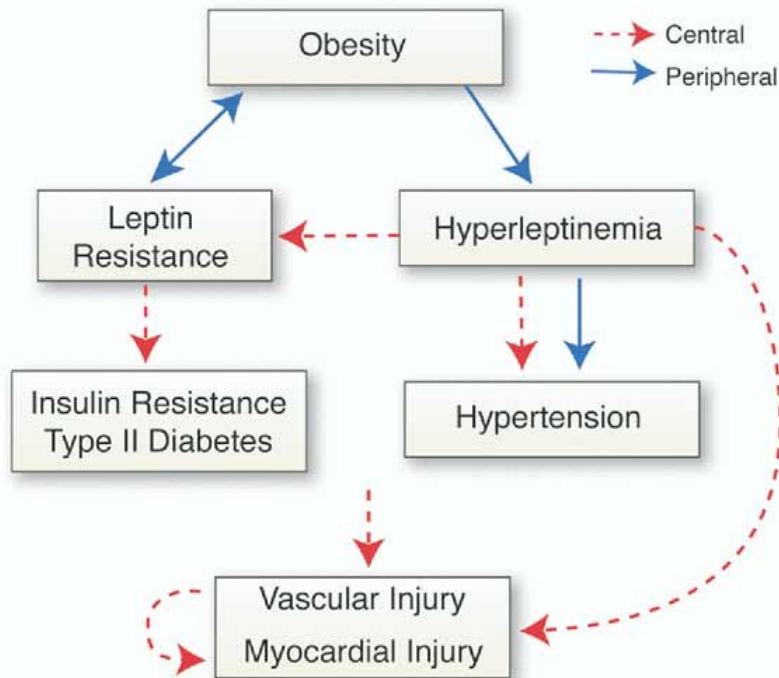 Obesity
Central
Peripheral
Leptin
Resistance
Hyperleptinemia
Insulin Resistance
Type II Diabetes
Hypertension
Vascular Injury
Myocardial Injury